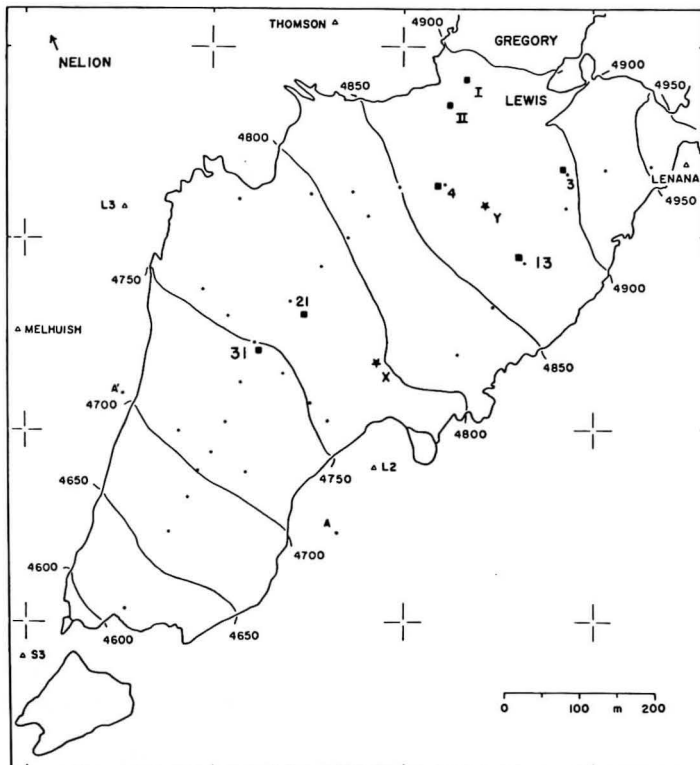 THOMSON
4900
GREGORY
NELION
4900
4950
I
4850
LEWIS
II
4800
3
LENANA
4
4950
L3
Y
13
4750
4900
21
MELHUISH
31
4850
X
A'
4700
4800
4750
L2
4650
A
4700
4600
4650
4600
S3
0 100 200
m